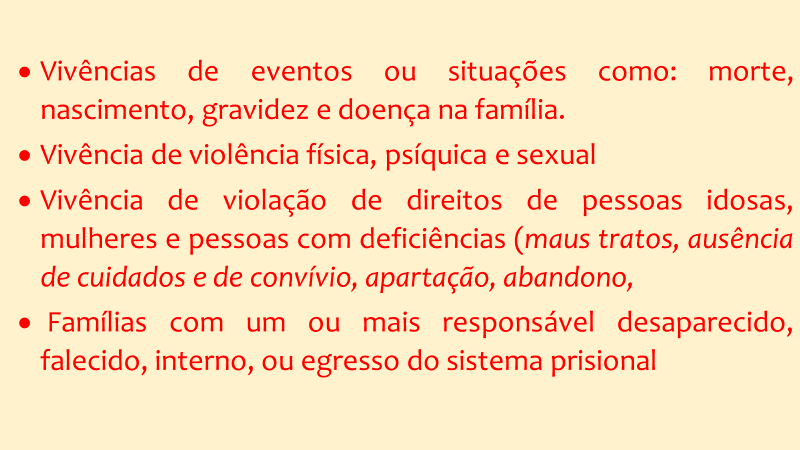 • Vivências de eventos ou situações como: morte,
nascimento, gravidez e doença na família.
• Vivência de violência física, psíquica e sexual
• Vivência de violação de direitos de pessoas idosas,
mulheres e pessoas com deficiências (maus tratos, ausência
de cuidados e de convívio, apartação, abandono,
• Famílias com um ou mais responsável desaparecido,
falecido, interno, ou egresso do sistema prisional